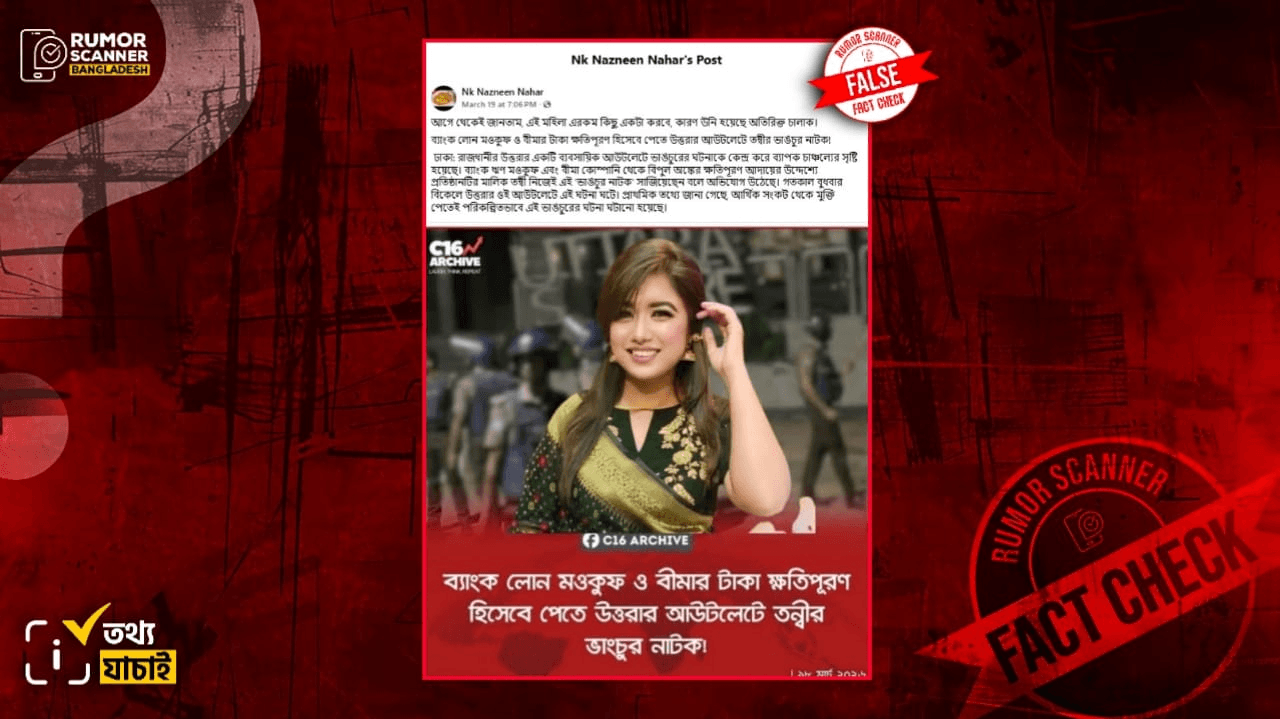 RUMOR
SCANNER
BANGLADESH
Nk Nazneen Nahar's Post
RUMOR SCANNER
FALSE
FACT CHECK
Nk Nazneen Nahar
March 19 at 7:06 PM
আগে থেকেই জানতাম, এই মহিলা এরকম কিছু একটা করবে, কারণ উনি হয়েছে অতিরিক্ত চালাক।
ব্যাংক লোন মওকুফ ও বীমার টাকা ক্ষতিপূরণ হিসেবে পেতে উত্তরার আউটলেটে তন্বীর ভাঙচুর নাটক!
ঢাকা: রাজধানীর উত্তরার একটি ব্যবসায়িক আউটলেটে ভাঙচুরের ঘটনাকে কেন্দ্র করে ব্যাপক চাঞ্চল্যের সৃষ্টি
হয়েছে। ব্যাংক ঋণ মওকুফ এবং বীমা কোম্পানি থেকে বিপুল অঙ্কের ক্ষতিপূরণ আদায়ের উদ্দেশ্যে
প্রতিষ্ঠানটির মালিক তন্বী নিজেই এই 'ভাঙচুর নাটক' সাজিয়েছেন বলে অভিযোগ উঠেছে। গতকাল বুধবার
বিকেলে উত্তরার ওই আউটলেটে এই ঘটনা ঘটে। প্রাথমিক তথ্যে জানা গেছে, আর্থিক সংকট থেকে মুক্তি
পেতেই পরিকল্পিতভাবে এই ভাঙচুরের ঘটনা ঘটানো হয়েছে।
C16
ARCHIVE
LAUGH, THINK, REPEAT
UTTARA
C16 ARCHIVE
ব্যাংক লোন মওকুফ ও বীমার টাকা ক্ষতিপূরণ
হিসেবে পেতে উত্তরার আউটলেটে তন্বীর
ভাংচুর নাটক!
তথ্য
যাচাই
RUMOR SCANNER
FACT CHECK